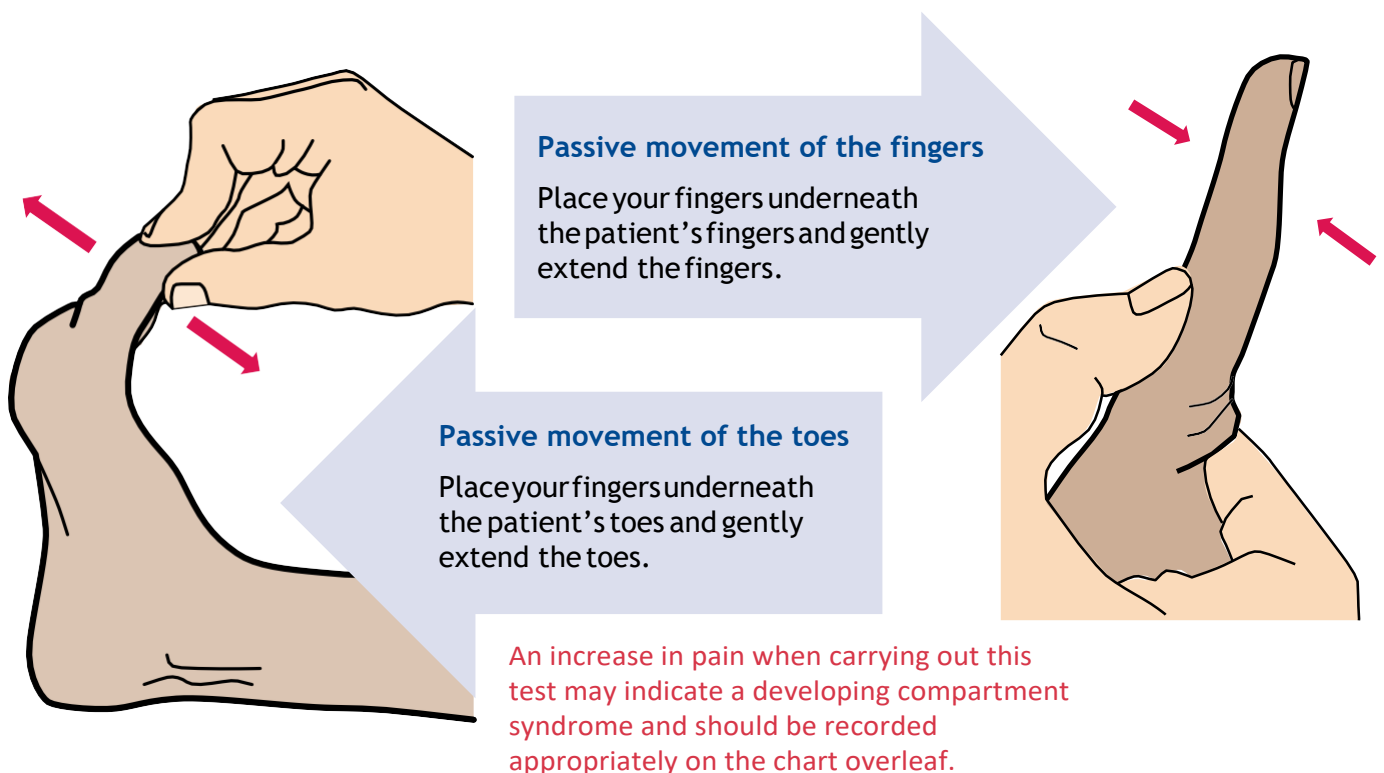 Passive movement of the fingers
Place your fingers underneath
the patient's fingers and gently
extend the fingers.
Passive movement of the toes
Place your fingers underneath
the patient's toes and gently
extend the toes.
An increase in pain when carrying out this
test may indicate a developing compartment
syndrome and should be recorded
appropriately on the chart overleaf.